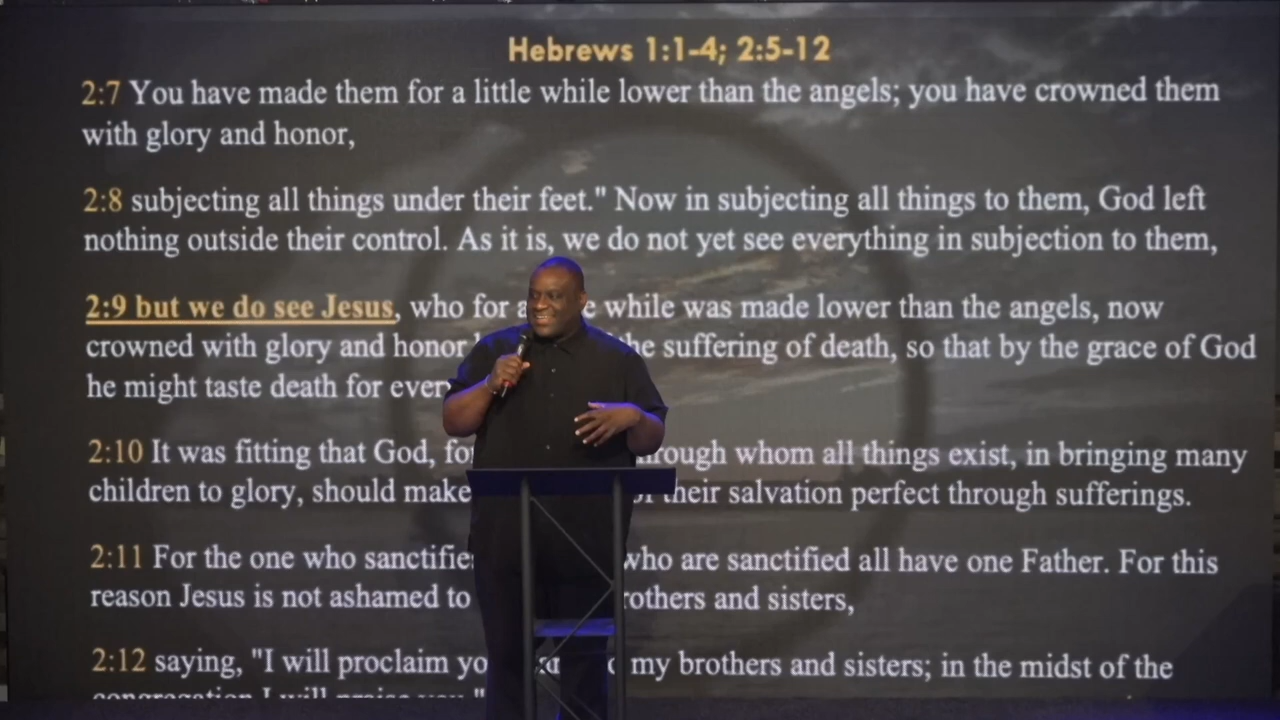 Hebrews 1:1-4; 2:5-12
2:7 You have made them for a little while lower than the angels; you have crowned them
with glory and honor,
2:8 subjecting all things under their feet." Now in subjecting all things to them, God left
nothing outside their control. As it is, we do not yet see everything in subjection to them,
2:9 but we do see Jesus, who for a while was made lower than the angels, now
crowned with glory and honor the suffering of death, so that by the grace of God
he might taste death for
2:10 It was fitting that God, through whom all things exist, in bringing many
children to glory, should make their salvation perfect through sufferings.
2:11 For the one who who are sanctified all have one Father. For this
reason Jesus is not ashamed to and sisters,
2:12 saying, "I will proclaim my brothers and sisters; in the midst of the
congregation I will praise you."